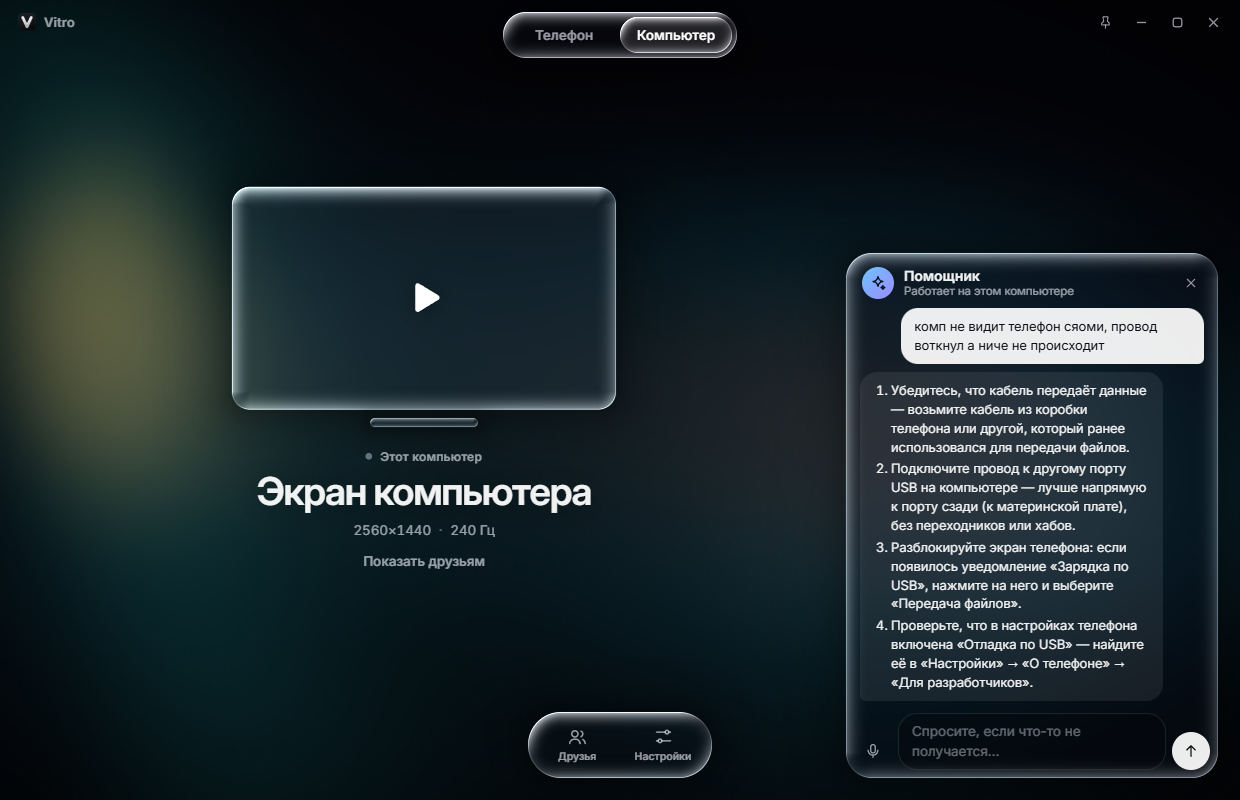 Vitro
Телефон
Компьютер
Этот компьютер
Экран компьютера
2560×1440 · 240 Гц
Показать друзьям
Друзья
Настройки
Помощник
Работает на этом компьютере
комп не видит телефон сяоми, провод
воткнул а ниче не происходит
1. Убедитесь, что кабель передаёт данные
— возьмите кабель из коробки
телефона или другой, который ранее
использовался для передачи файлов.
2. Подключите провод к другому порту
USB на компьютере — лучше напрямую
к порту сзади (к материнской плате),
без переходников или хабов.
3. Разблокируйте экран телефона: если
появилось уведомление «Зарядка по
USB», нажмите на него и выберите
«Передача файлов».
4. Проверьте, что в настройках телефона
включена «Отладка по USB» — найдите
её в «Настройки» → «О телефоне» →
«Для разработчиков».
Спросите, если что-то не
получается...